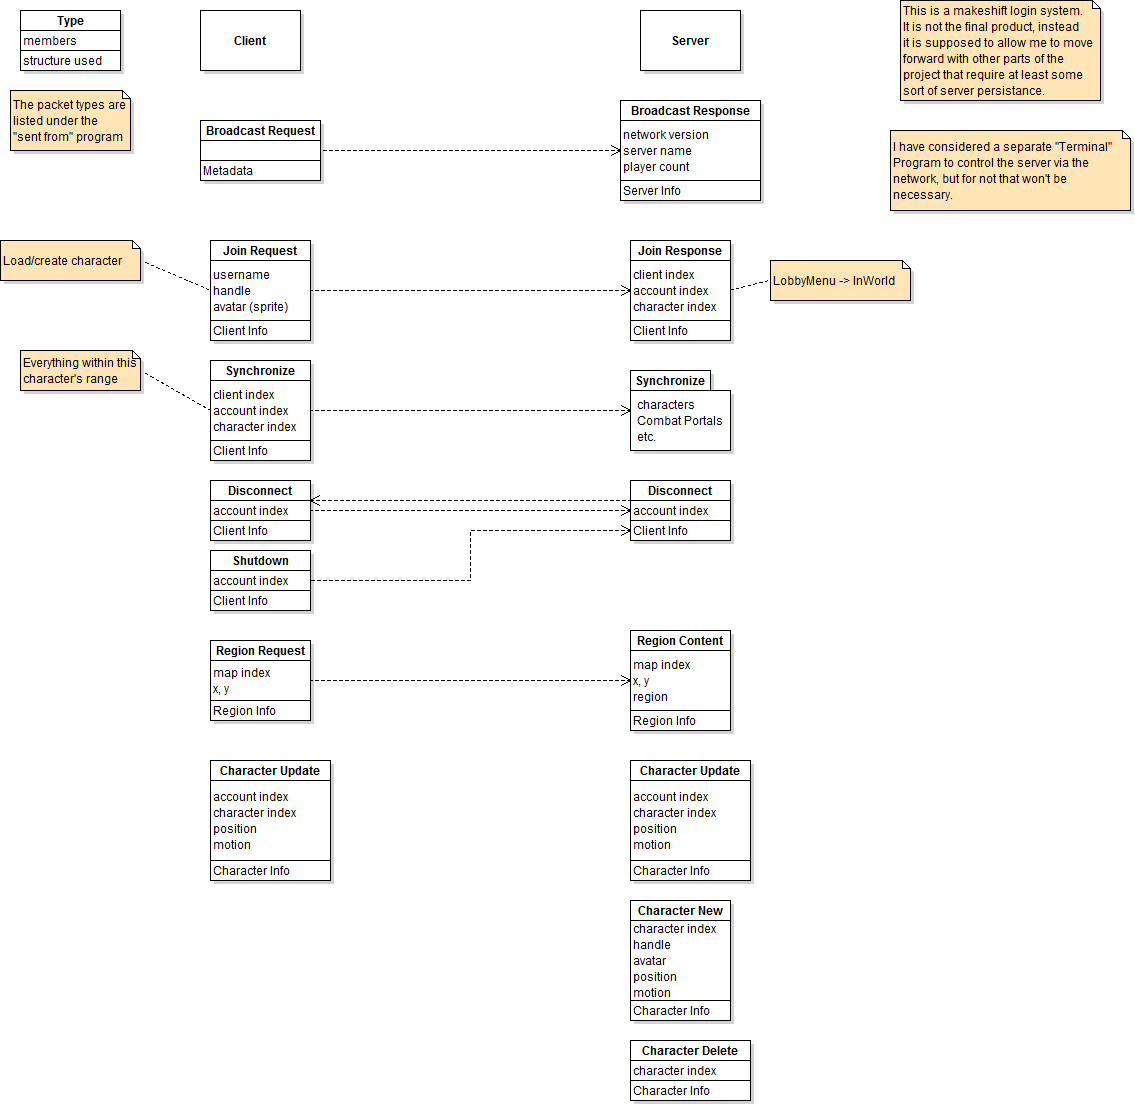 Type
members
structure used
Client
Server
This is a makeshift login system.
It is not the final product, instead
it is supposed to allow me to move
forward with other parts of the
project that require at least some
sort of server persistance.
The packet types are
listed under the
"sent from" program
Broadcast Request
Metadata
Broadcast Response
network version
server name
player count
Server Info
I have considered a separate "Terminal"
Program to control the server via the
network, but for not that won't be
necessary.
Load/create character
Join Request
username
handle
avatar (sprite)
Client Info
Join Response
client index
account index
character index
Client Info
LobbyMenu -> InWorld
Everything within this
character's range
Synchronize
client index
account index
character index
Client Info
Synchronize
characters
Combat Portals
etc.
Disconnect
account index
Client Info
Disconnect
account index
Client Info
Shutdown
account index
Client Info
Region Request
map index
x, y
Region Info
Region Content
map index
x, y
region
Region Info
Character Update
account index
character index
position
motion
Character Info
Character Update
account index
character index
position
motion
Character Info
Character New
character index
handle
avatar
position
motion
Character Info
Character Delete
character index
Character Info